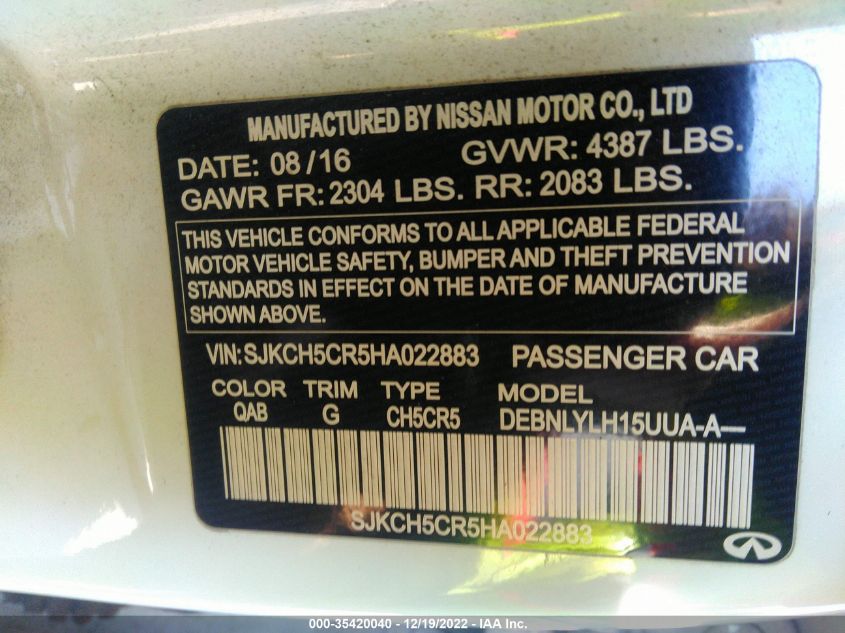 MANUFACTURED BY NISSAN MOTOR CO., LTD
DATE: 08/16 GVWR: 4387 LBS.
GAWR FR: 2304 LBS. RR: 2083 LBS.
THIS VEHICLE CONFORMS TO ALL APPLICABLE FEDERAL
MOTOR VEHICLE SAFETY, BUMPER AND THEFT PREVENTION
STANDARDS IN EFFECT ON THE DATE OF MANUFACTURE
SHOWN ABOVE.
VIN: SJKCH5CR5HA022883 PASSENGER CAR
COLOR TRIM TYPE MODEL
QAB G CH5CR5 DEBNLYLH15UUA-A—
SJKCH5CR5HA022883
000-35420040 - 12/19/2022 - IAA Inc.